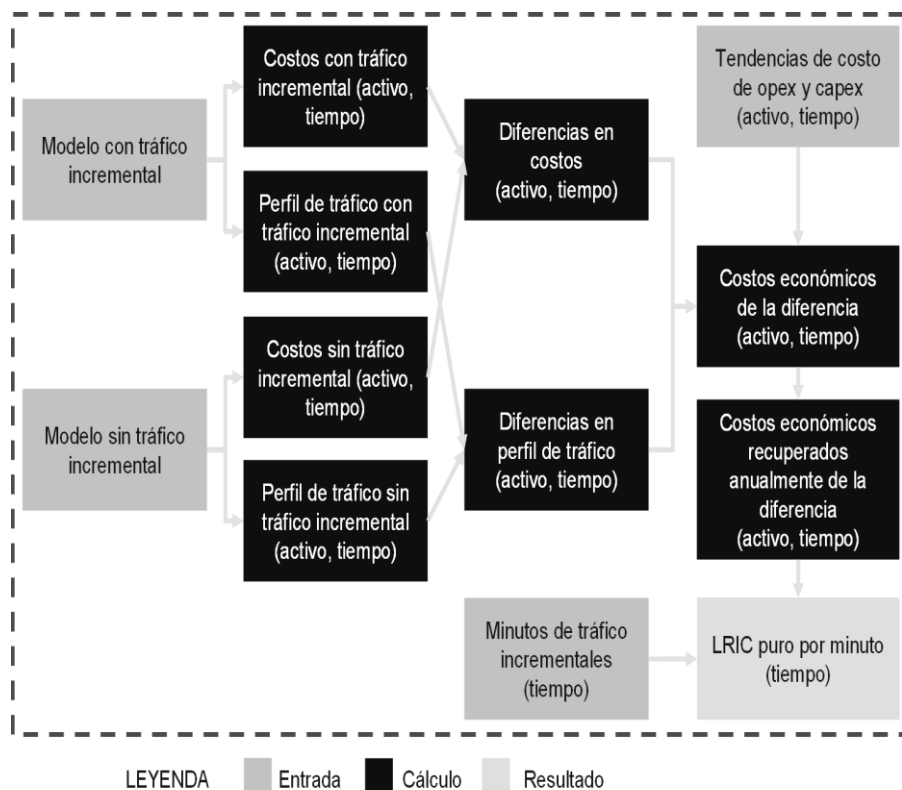 Modelo con tráfico
incremental
Costos con tráfico
incremental (activo,
tiempo)
Perfil de tráfico con
tráfico incremental
(activo, tiempo)
Diferencias en
costos
(activo, tiempo)
Tendencias de costo
de opex y capex
(activo, tiempo)
Costos económicos
de la diferencia
(activo, tiempo)
Modelo sin tráfico
incremental
Costos sin tráfico
incremental (activo,
tiempo)
Perfil de tráfico sin
tráfico incremental
(activo, tiempo)
Diferencias en
perfil de tráfico
(activo, tiempo)
Costos económicos
recuperados
anualmente de la
diferencia
(activo, tiempo)
Minutos de tráfico
incrementales
(tiempo)
LRIC puro por minuto
(tiempo)
LEYENDA Entrada Cálculo Resultado